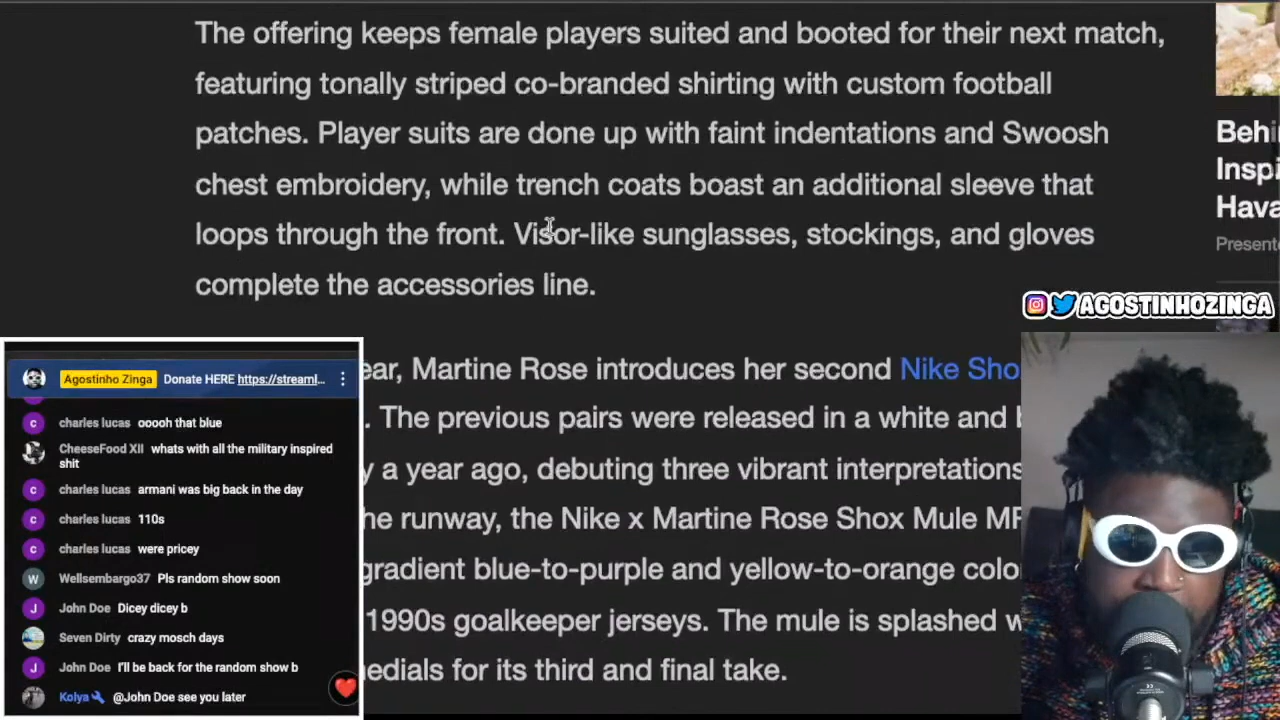 The offering keeps female players suited and booted for their next match,
featuring tonally striped co-branded shirting with custom football
patches. Player suits are done up with faint indentations and Swoosh
chest embroidery, while trench coats boast an additional sleeve that
loops through the front. Visor-like sunglasses, stockings, and gloves
complete the accessories line.
Martine Rose introduces her second Nike
The previous pairs were released in a white and
a year ago, debuting three vibrant interpretations
runway, the Nike x Martine Rose Shox Mule
gradient blue-to-purple and yellow-to-orange
1990s goalkeeper jerseys. The mule is splashed
for its third and final take.
Presente
AGOSTINHOZINGA
Agostinho Zinga Donate HERE https://streaml...
charles lucas ooooh that blue
CheeseFood XII whats with all the military inspired
shit
charles lucas armani was big back in the day
charles lucas 110s
charles lucas were pricey
Wellsembargo37 Pls random show soon
John Doe Dicey dicey b
Seven Dirty crazy mosch days
John Doe I'll be back for the random show b
Kolya @John Doe see you later